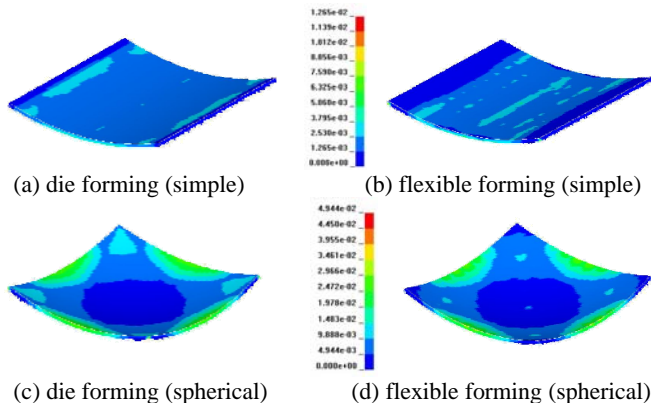 1.265e-02
1.139e-02
1.012e-02
8.856e-03
7.590e-03
6.325e-03
5.060e-03
3.795e-03
2.530e-03
1.265e-03
0.000e+00
(a) die forming (simple)
(b) flexible forming (simple)
4.944e-02
4.450e-02
3.955e-02
3.461e-02
2.966e-02
2.472e-02
1.978e-02
1.483e-02
9.888e-03
4.944e-03
0.000e+00
(c) die forming (spherical)
(d) flexible forming (spherical)